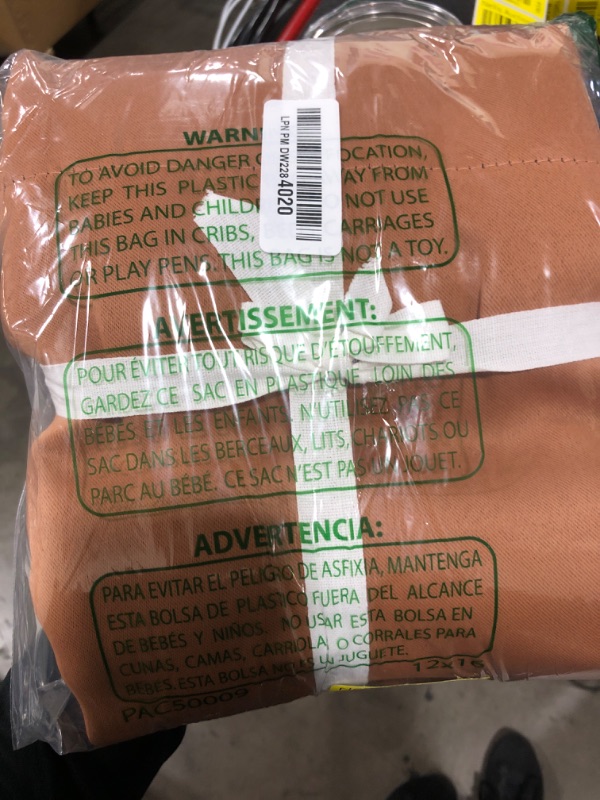 WARN
TO AVOID DANGER OCATION,
KEEP THIS PLASTIC AY FROM
BABIES AND CHILD NOT USE
THIS BAG IN CRIBS, ARRIAGES
OR PLAY PENS. THIS BAG IS NOT A TOY.
LPN PM DW228 4020
AVERTISSEMENT:
POUR ÉVITER TOUT RISQUE D'ETOUFFEMENT,
GARDEZ CE SAC EN PLASTIQUE LOIN DES
BÉBÉS ET LES ENFANTS. N'UTILISEZ PAS CE
SAC DANS LES BERCEAUX, LITS, CHARIOTS OU
PARC AU BÉBÉ. CE SAC N'EST PAS UN JOUET.
ADVERTENCIA:
PARA EVITAR EL PELIGRO DE ASFIXIA, MANTENGA
ESTA BOLSA DE PLASTICO FUERA DEL ALCANCE
DE BEBÉS Y NIÑOS. NO USAR ESTA BOLSA EN
CUNAS, CAMAS, CARRIOLA O CORRALES PARA
BEBES. ESTA BOLSA NO ES UN JUGUETE.
12x16
PAC50009